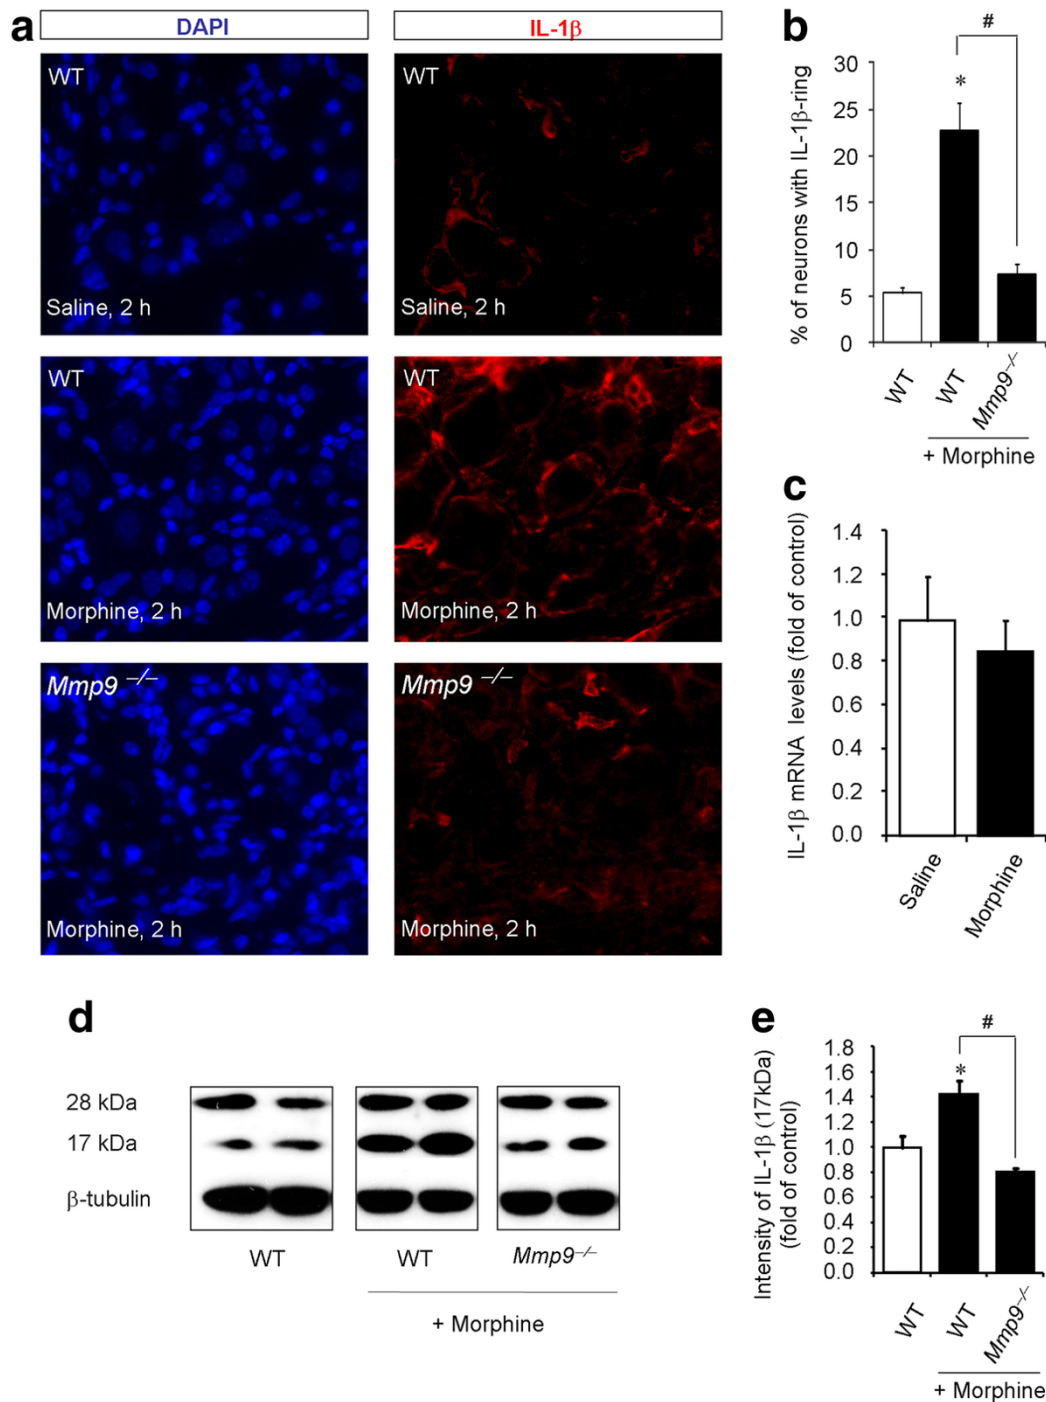 a
DAPI
IL-1β
WT
Saline, 2 h
WT
Saline, 2 h
WT
Morphine, 2 h
WT
Morphine, 2 h
Mmp9 –/–
Morphine, 2 h
Mmp9 –/–
Morphine, 2 h
b
% of neurons with IL-1β-ring
30
25
20
15
10
5
0
*
#
WT
WT
Mmp9–/–
+ Morphine
c
IL-1β mRNA levels (fold of control)
1.4
1.2
1.0
0.8
0.6
0.4
0.2
0.0
Saline
Morphine
d
28 kDa
17 kDa
β-tubulin
WT
WT
Mmp9–/–
+ Morphine
e
Intensity of IL-1β (17kDa)
(fold of control)
1.8
1.6
1.4
1.2
1.0
0.8
0.6
0.4
0.2
0.0
*
#
WT
WT
Mmp9–/–
+ Morphine